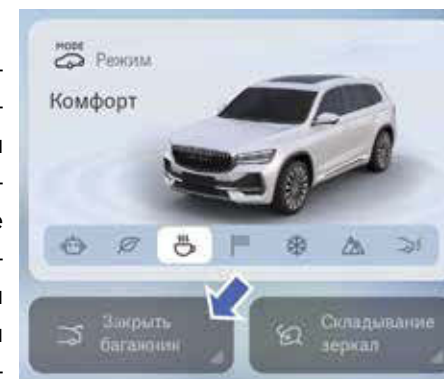 MODE
Режим
Комфорт
Закрыть
багажник
Складывание
зеркал